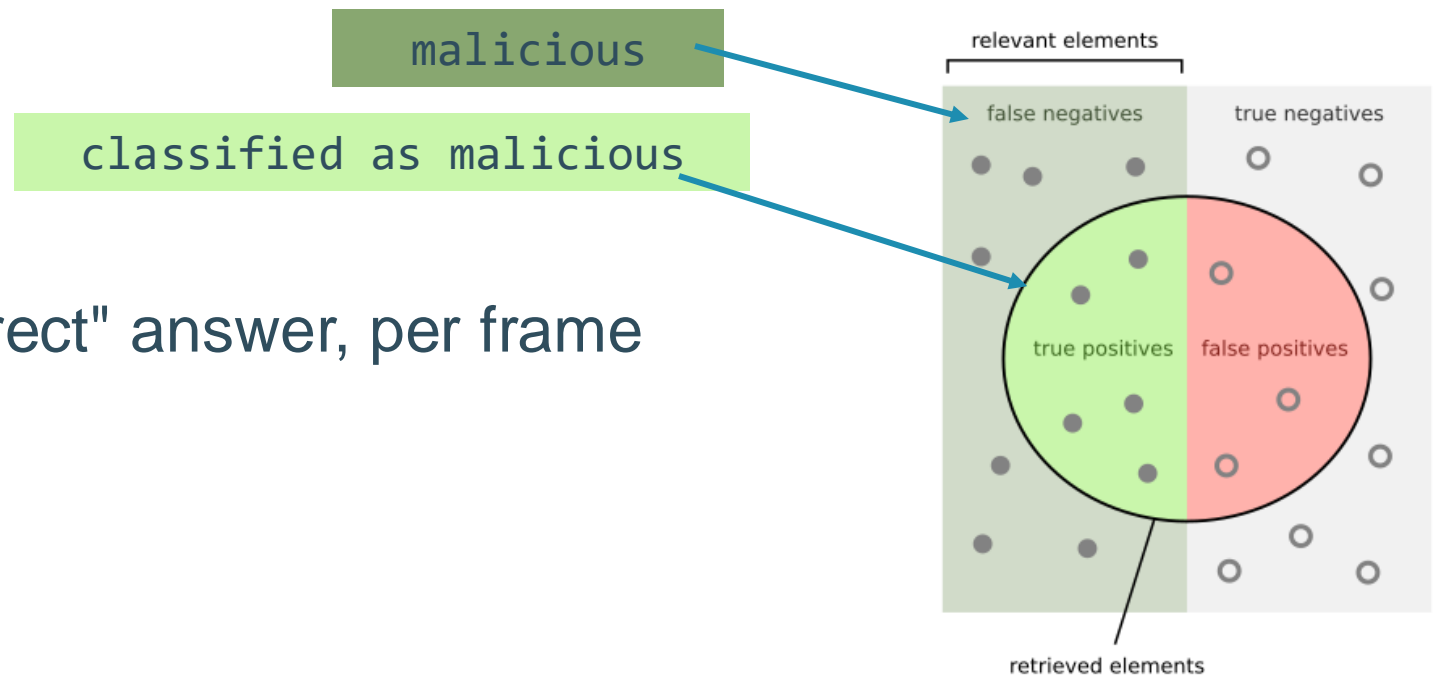 malicious
classified as malicious
rect" answer, per frame
relevant elements
false negatives
true negatives
true positives
false positives
retrieved elements